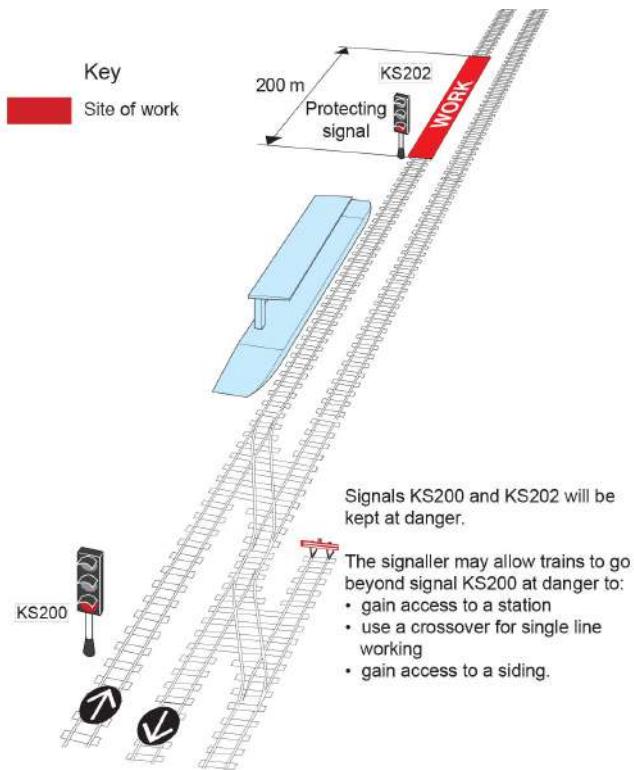 Key
Site of work
200 m
KS202
Protecting
signal
WORK
KS200
Signals KS200 and KS202 will be
kept at danger.
The signaller may allow trains to go
beyond signal KS200 at danger to:
• gain access to a station
• use a crossover for single line
working
• gain access to a siding.